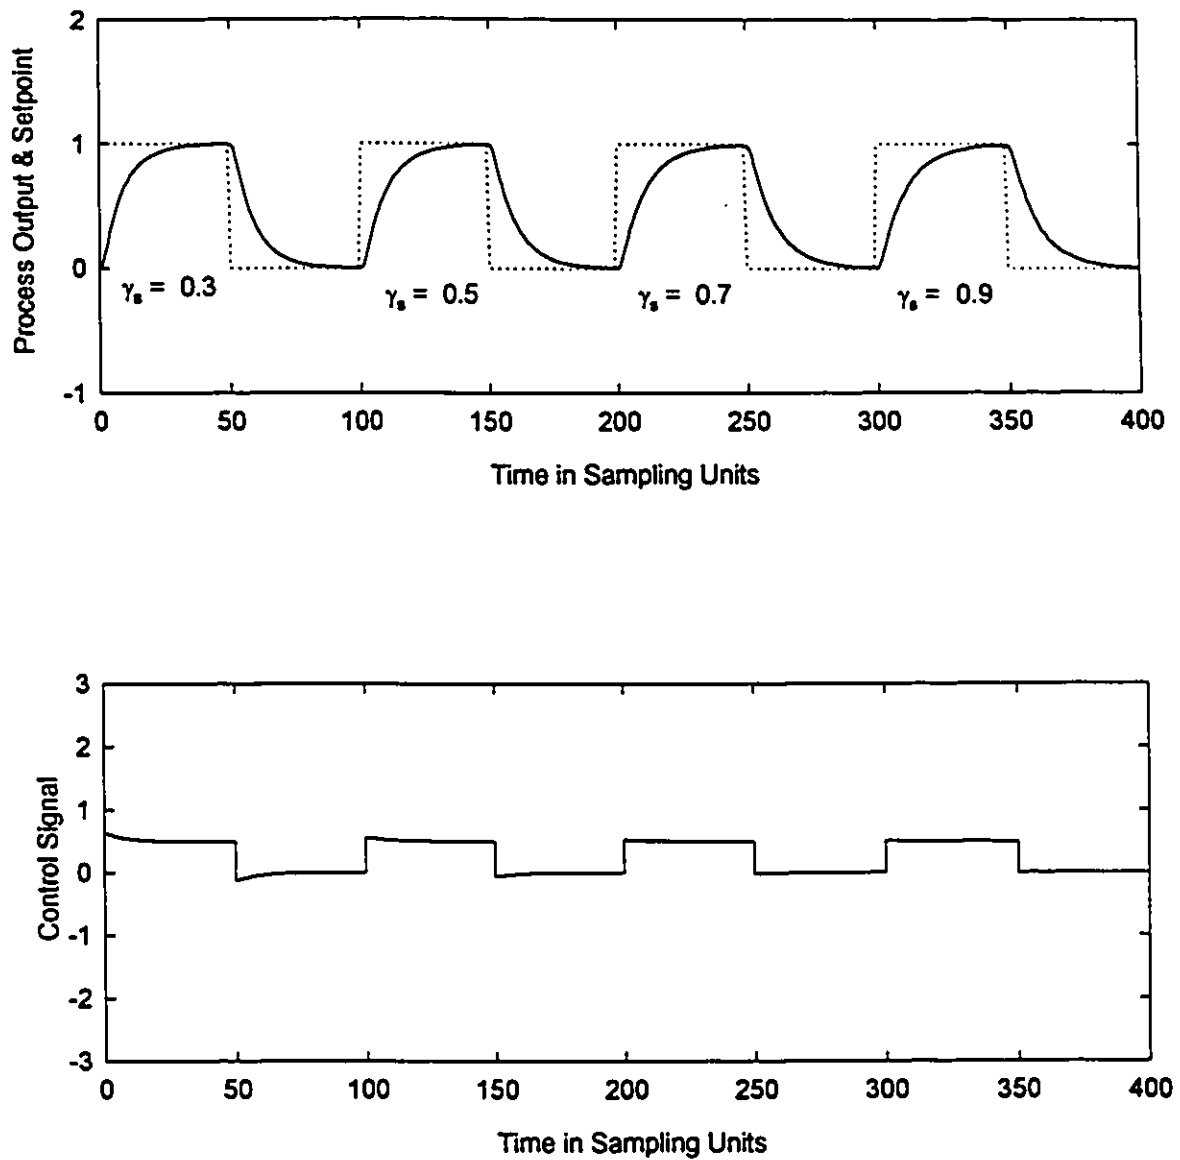 2
1
0
-1
Process Output & Setpoint
γs = 0.3
γs = 0.5
γs = 0.7
γs = 0.9
0 50 100 150 200 250 300 350 400
Time in Sampling Units
3
2
1
0
-1
-2
-3
Control Signal
0 50 100 150 200 250 300 350 400
Time in Sampling Units